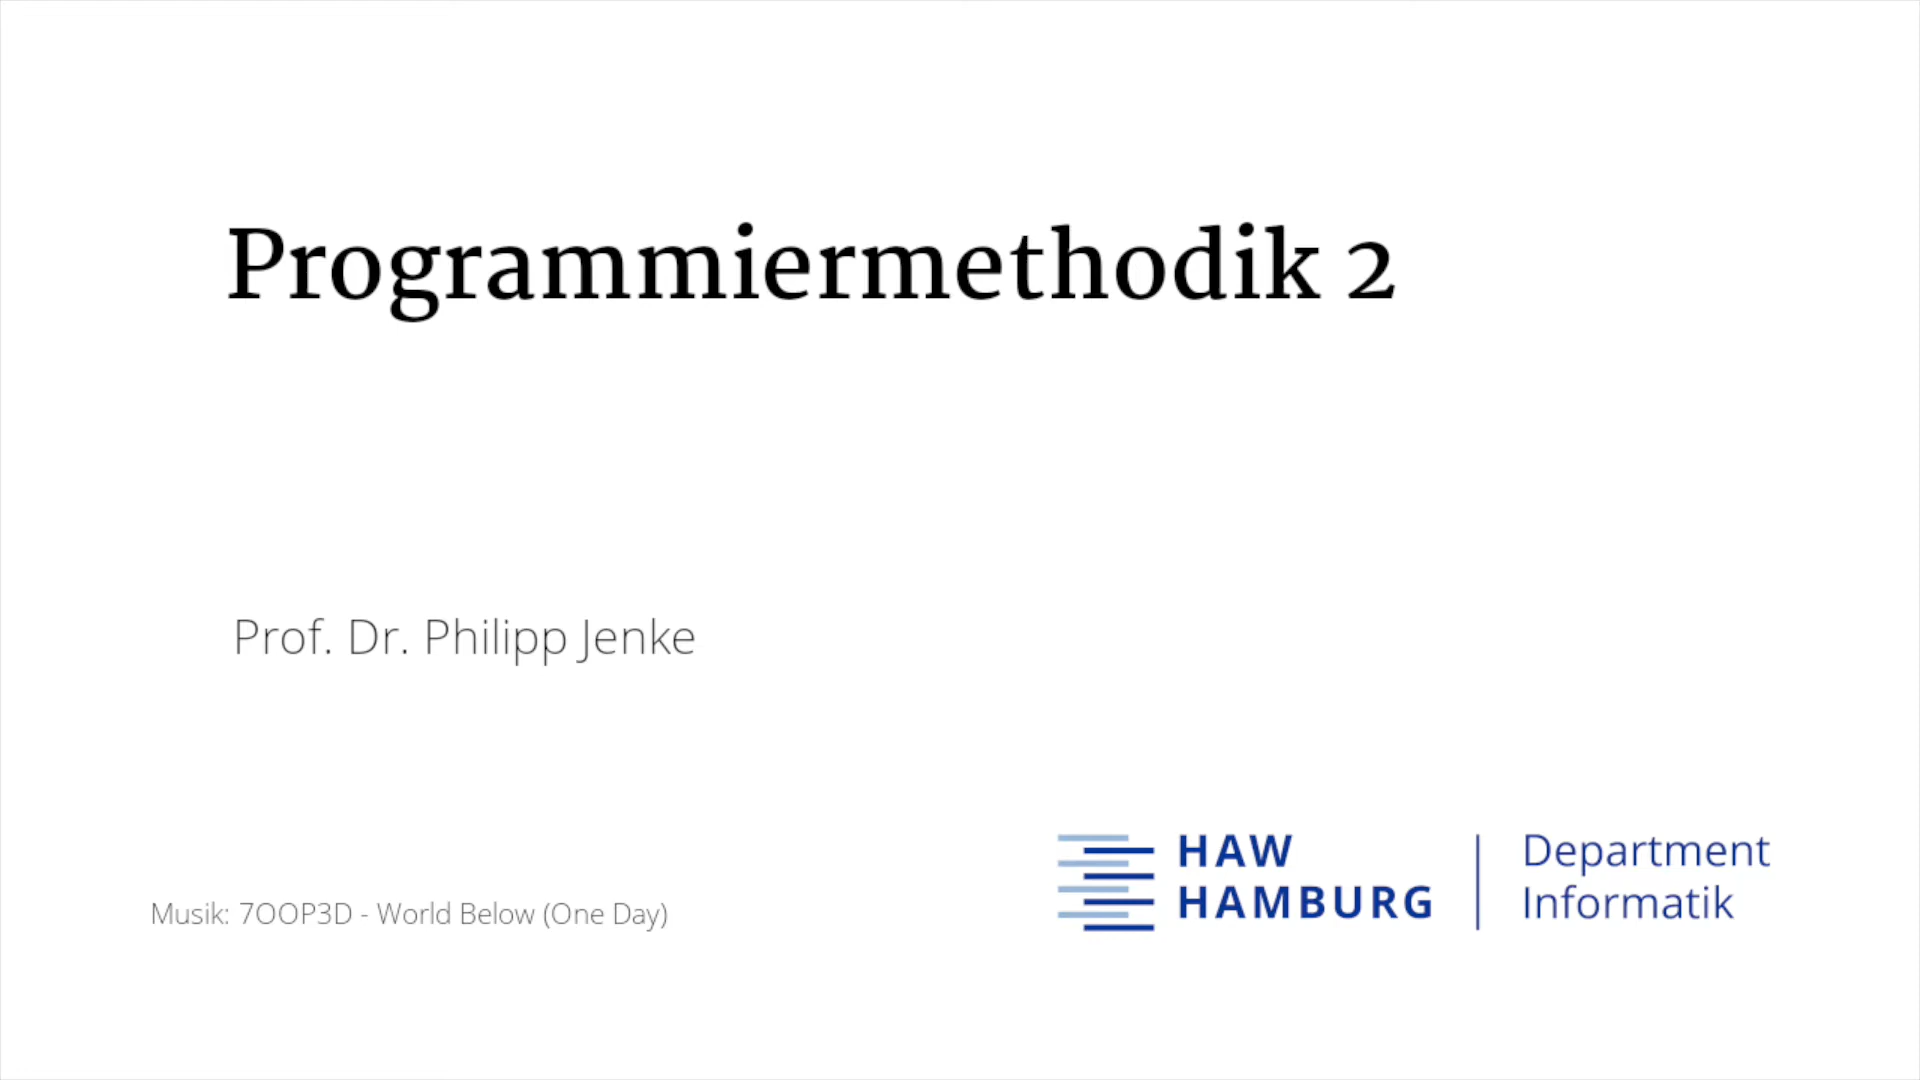 Programmiermethodik 2
Prof. Dr. Philipp Jenke
Musik: 7OOP3D - World Below (One Day)
HAW
HAMBURG
Department
Informatik